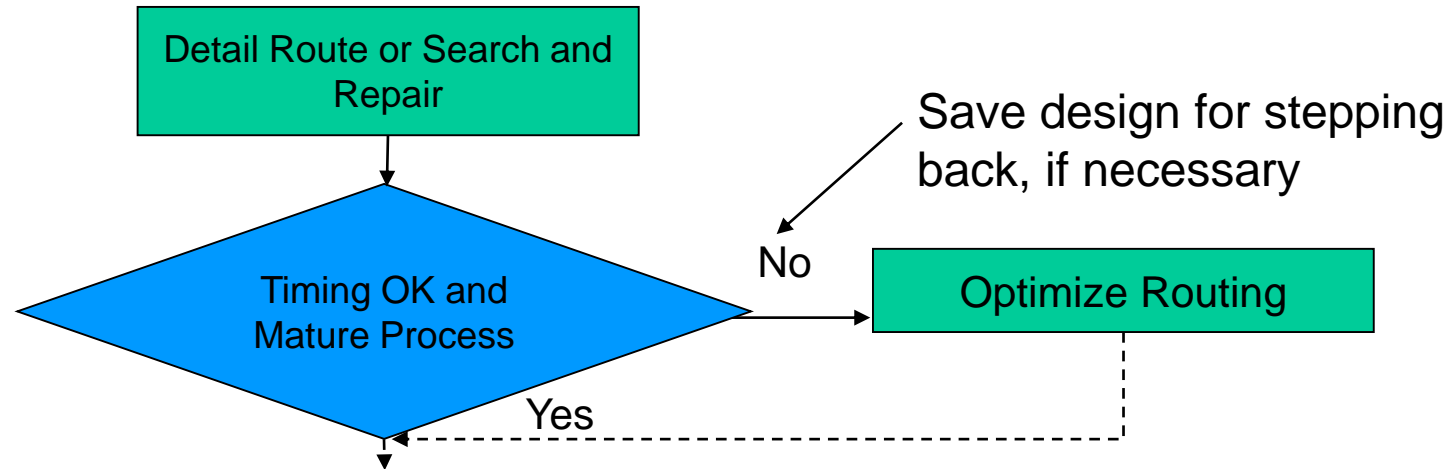 Detail Route or Search and
Repair
Save design for stepping
back, if necessary
No
Timing OK and
Mature Process
Optimize Routing
Yes